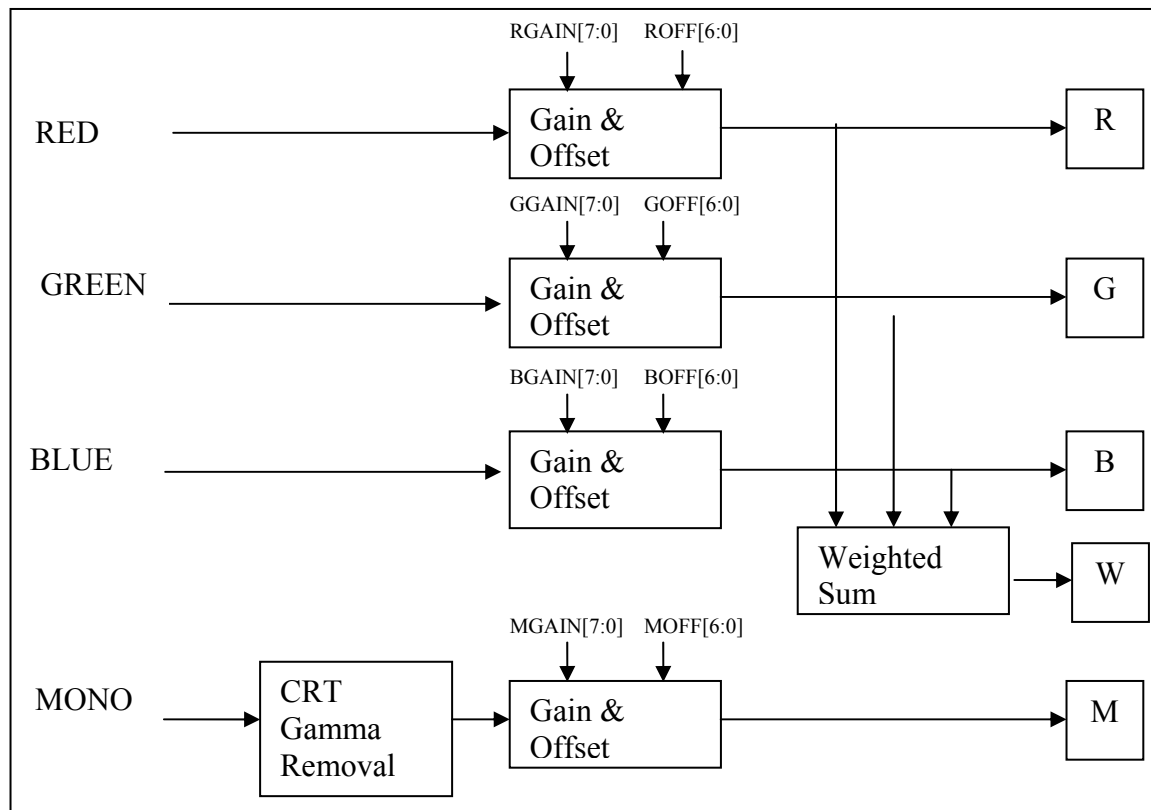 RGAIN[7:0] ROFF[6:0]
RED
Gain &
Offset
R
GGAIN[7:0] GOFF[6:0]
GREEN
Gain &
Offset
G
BGAIN[7:0] BOFF[6:0]
BLUE
Gain &
Offset
B
Weighted
Sum
W
MGAIN[7:0] MOFF[6:0]
MONO
CRT
Gamma
Removal
Gain &
Offset
M